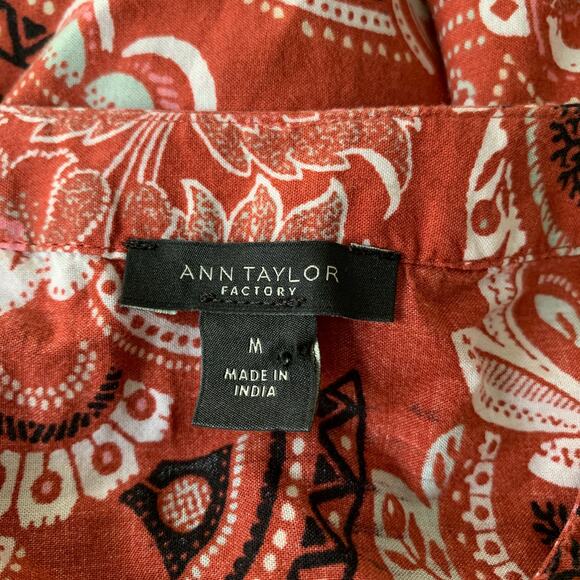 ANN TAYLOR
FACTORY
M
MADE IN
INDIA